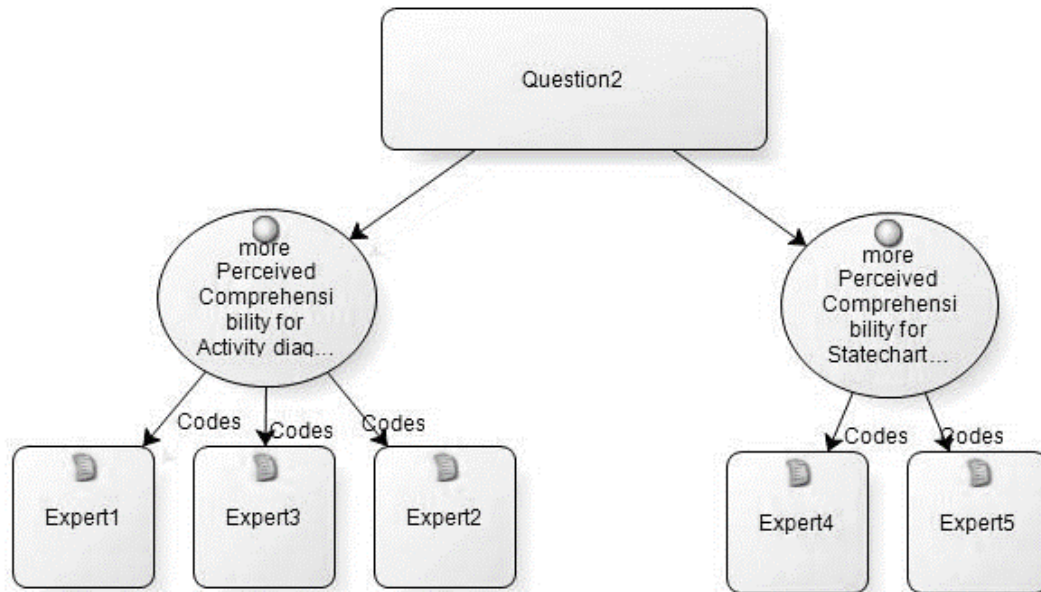 Question2
more
Perceived
Comprehensi
bility for
Activity diag...
more
Perceived
Comprehensi
bility for
Statechart...
Codes
Codes
Codes
Codes
Codes
Expert1
Expert3
Expert2
Expert4
Expert5